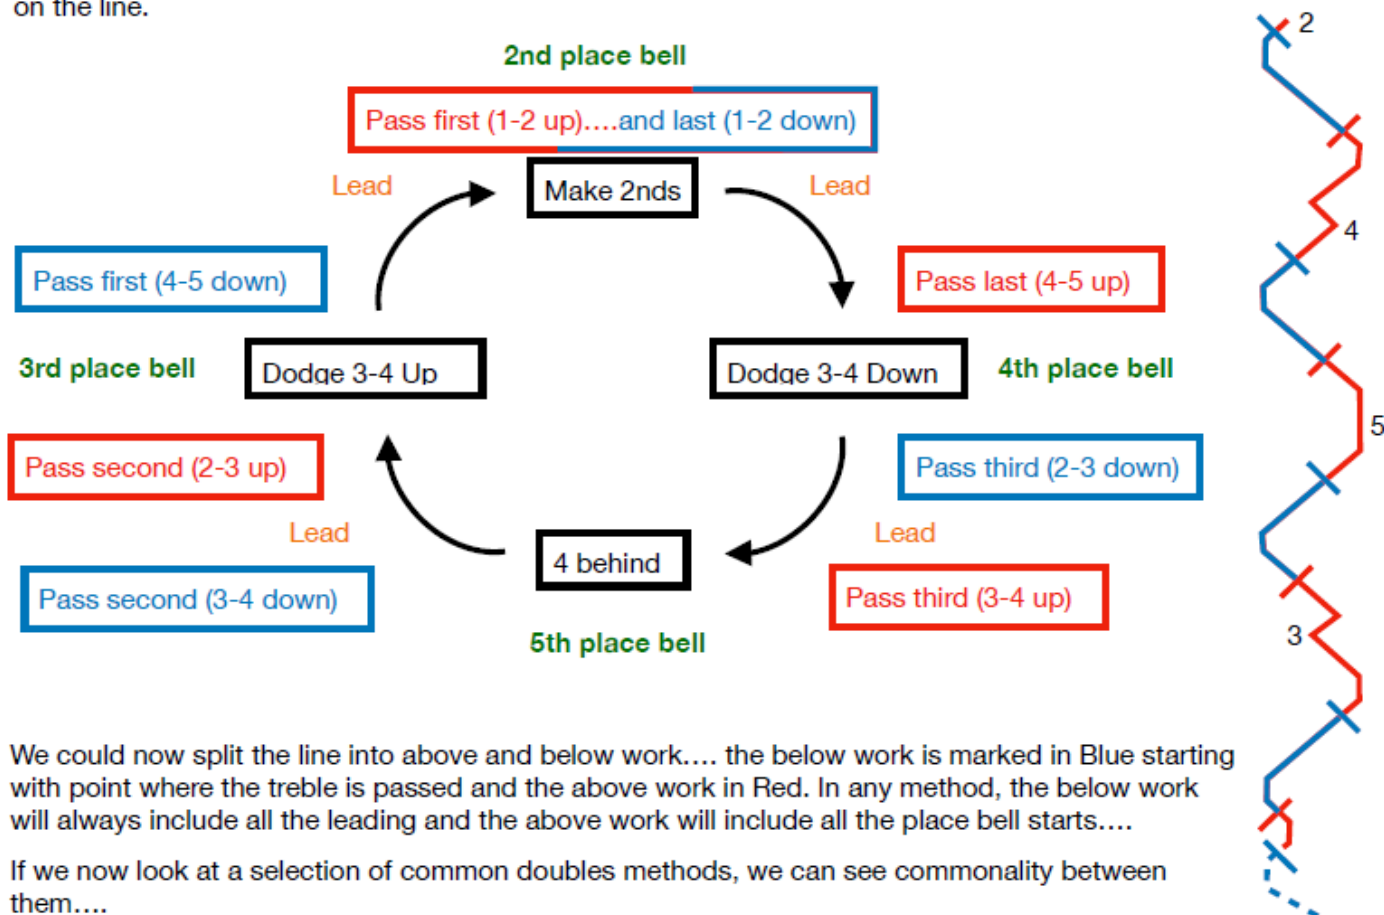 on the line.
2nd place bell
Pass first (1-2 up)....and last (1-2 down)
Lead
Make 2nds
Lead
Pass first (4-5 down)
Pass last (4-5 up)
3rd place bell
Dodge 3-4 Up
Dodge 3-4 Down
4th place bell
Pass second (2-3 up)
Pass third (2-3 down)
Lead
4 behind
Lead
Pass second (3-4 down)
Pass third (3-4 up)
5th place bell
2
4
5
3
We could now split the line into above and below work.... the below work is marked in Blue starting
with point where the treble is passed and the above work in Red. In any method, the below work
will always include all the leading and the above work will include all the place bell starts....
If we now look at a selection of common doubles methods, we can see commonality between
them....